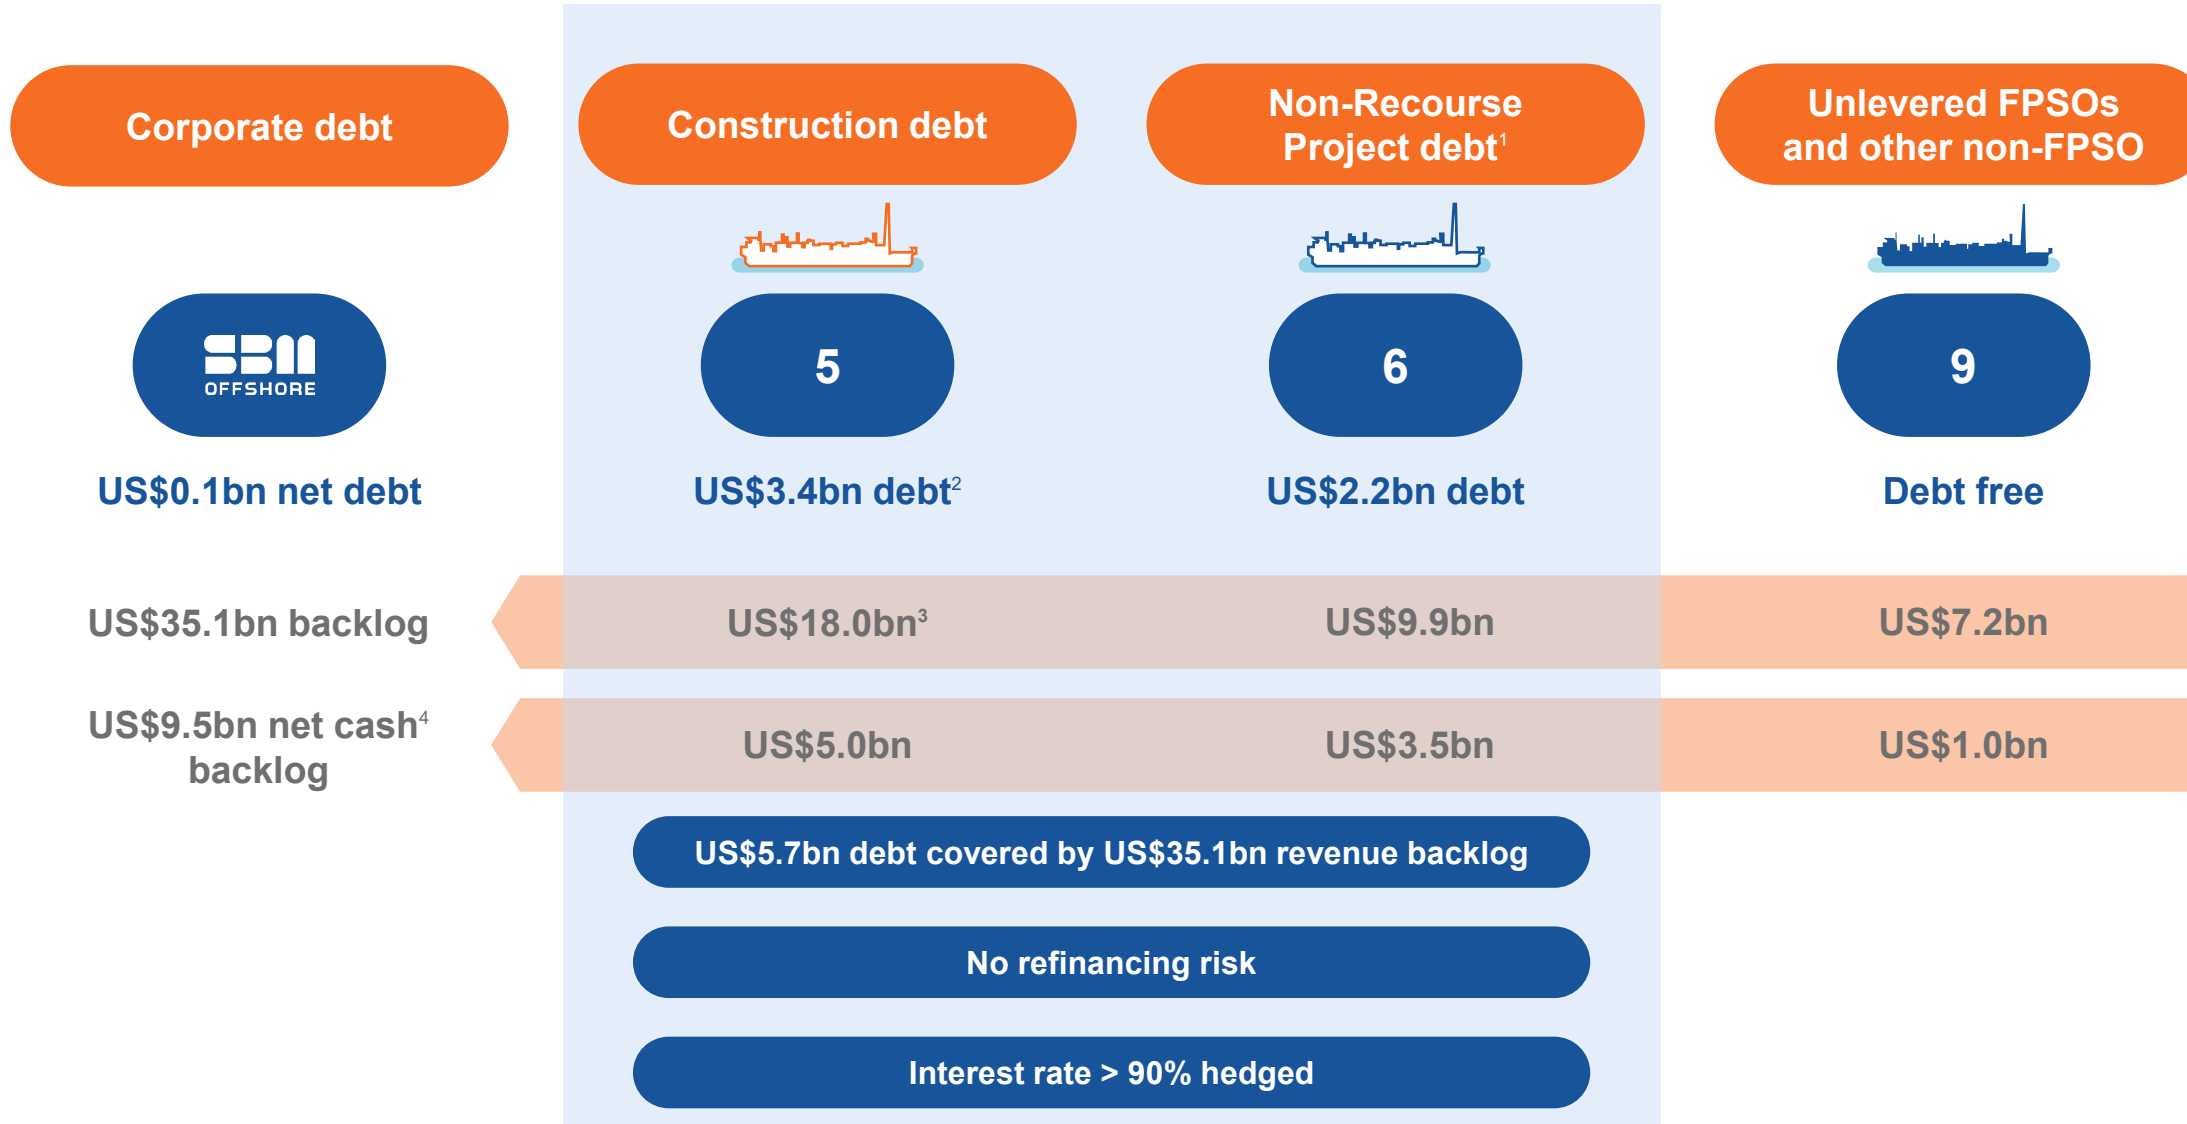 Corporate debt
Construction debt
Non-Recourse
Project debt¹
Unlevered FPSOs
and other non-FPSO
SBM
OFFSHORE
5
6
9
US$0.1bn net debt
US$3.4bn debt²
US$2.2bn debt
Debt free
US$35.1bn backlog
US$18.0bn³
US$9.9bn
US$7.2bn
US$9.5bn net cash⁴
backlog
US$5.0bn
US$3.5bn
US$1.0bn
US$5.7bn debt covered by US$35.1bn revenue backlog
No refinancing risk
Interest rate > 90% hedged